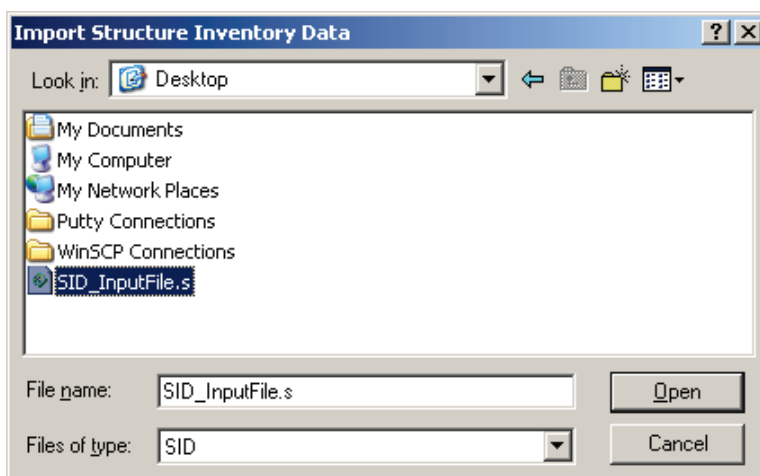 Import Structure Inventory Data
Look in: Desktop
My Documents
My Computer
My Network Places
Putty Connections
WinSCP Connections
SID_InputFile.s
File name: SID_InputFile.s Open
Files of type: SID Cancel